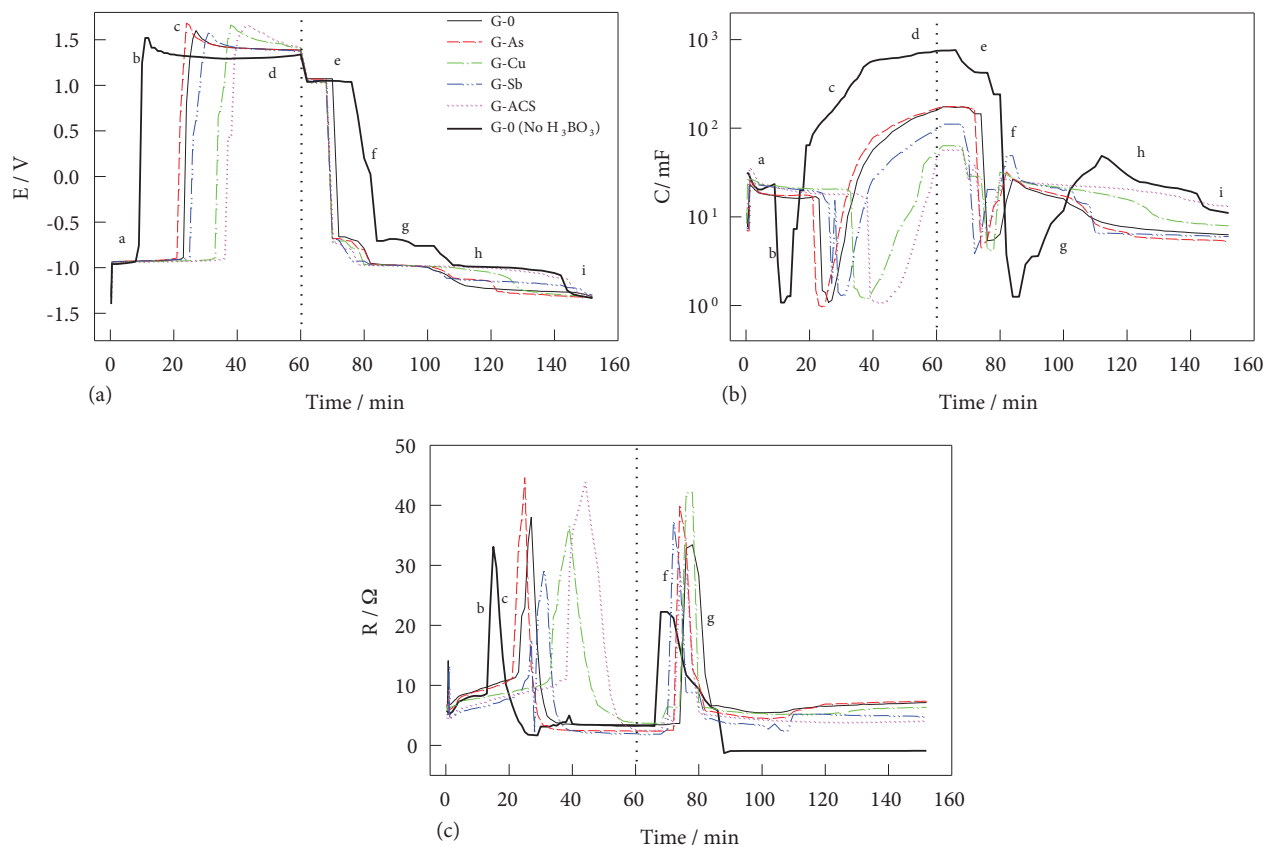 1.5
1.0
0.5
0.0
-0.5
-1.0
-1.5
E / V
a
b
c
d
e
f
g
h
i
G-0
G-As
G-Cu
G-Sb
G-ACS
G-0 (No H₃BO₃)
0 20 40 60 80 100 120 140 160
Time / min
(a)
10³
10²
10¹
10⁰
C/ mF
a
b
c
d
e
f
g
h
i
0 20 40 60 80 100 120 140 160
Time / min
(b)
50
40
30
20
10
0
R / Ω
b
c
f
g
0 20 40 60 80 100 120 140 160
Time / min
(c)